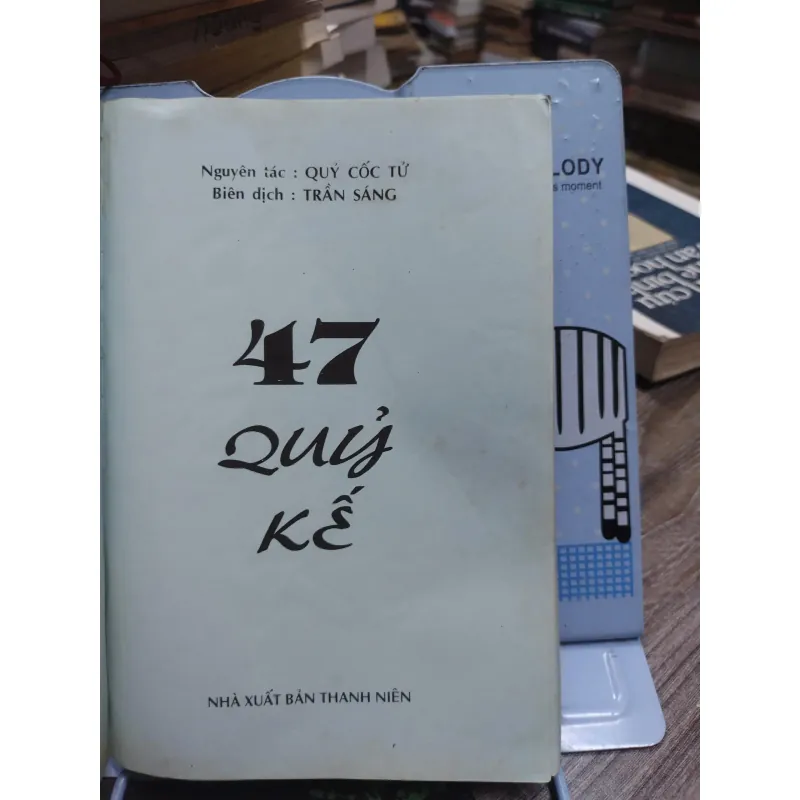 Nguyên tác : QUỶ CỐC TỬ
Biên dịch : TRẦN SÁNG
47
QUỶ
KẾ
NHÀ XUẤT BẢN THANH NIÊN
LODY
s moment